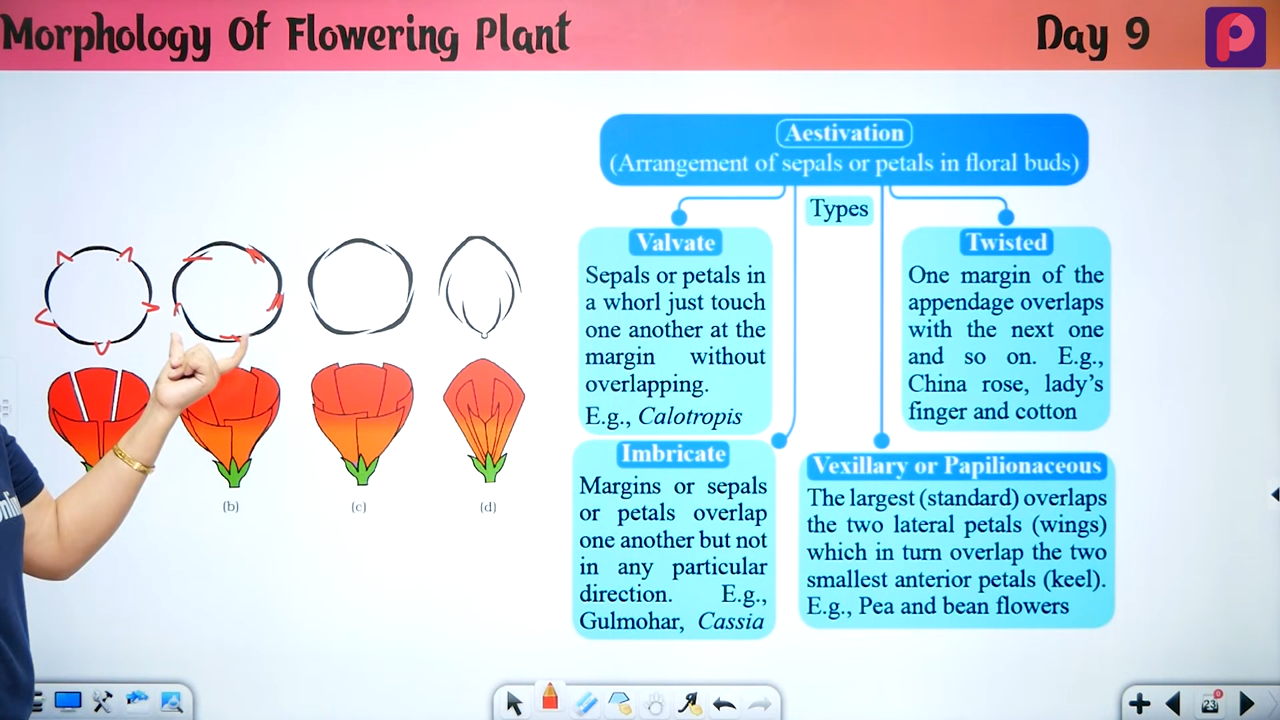 Morphology Of Flowering Plant
Day 9
Aestivation
(Arrangement of sepals or petals in floral buds)
Types
Valvate
Sepals or petals in
a whorl just touch
one another at the
margin without
overlapping.
E.g., Calotropis
Twisted
One margin of the
appendage overlaps
with the next one
and so on. E.g.,
China rose, lady's
finger and cotton
Imbricate
Margins or sepals
or petals overlap
one another but not
in any particular
direction. E.g.,
Gulmohar, Cassia
Vexillary or Papilionaceous
The largest (standard) overlaps
the two lateral petals (wings)
which in turn overlap the two
smallest anterior petals (keel).
E.g., Pea and bean flowers
(b)
(c)
(d)
23